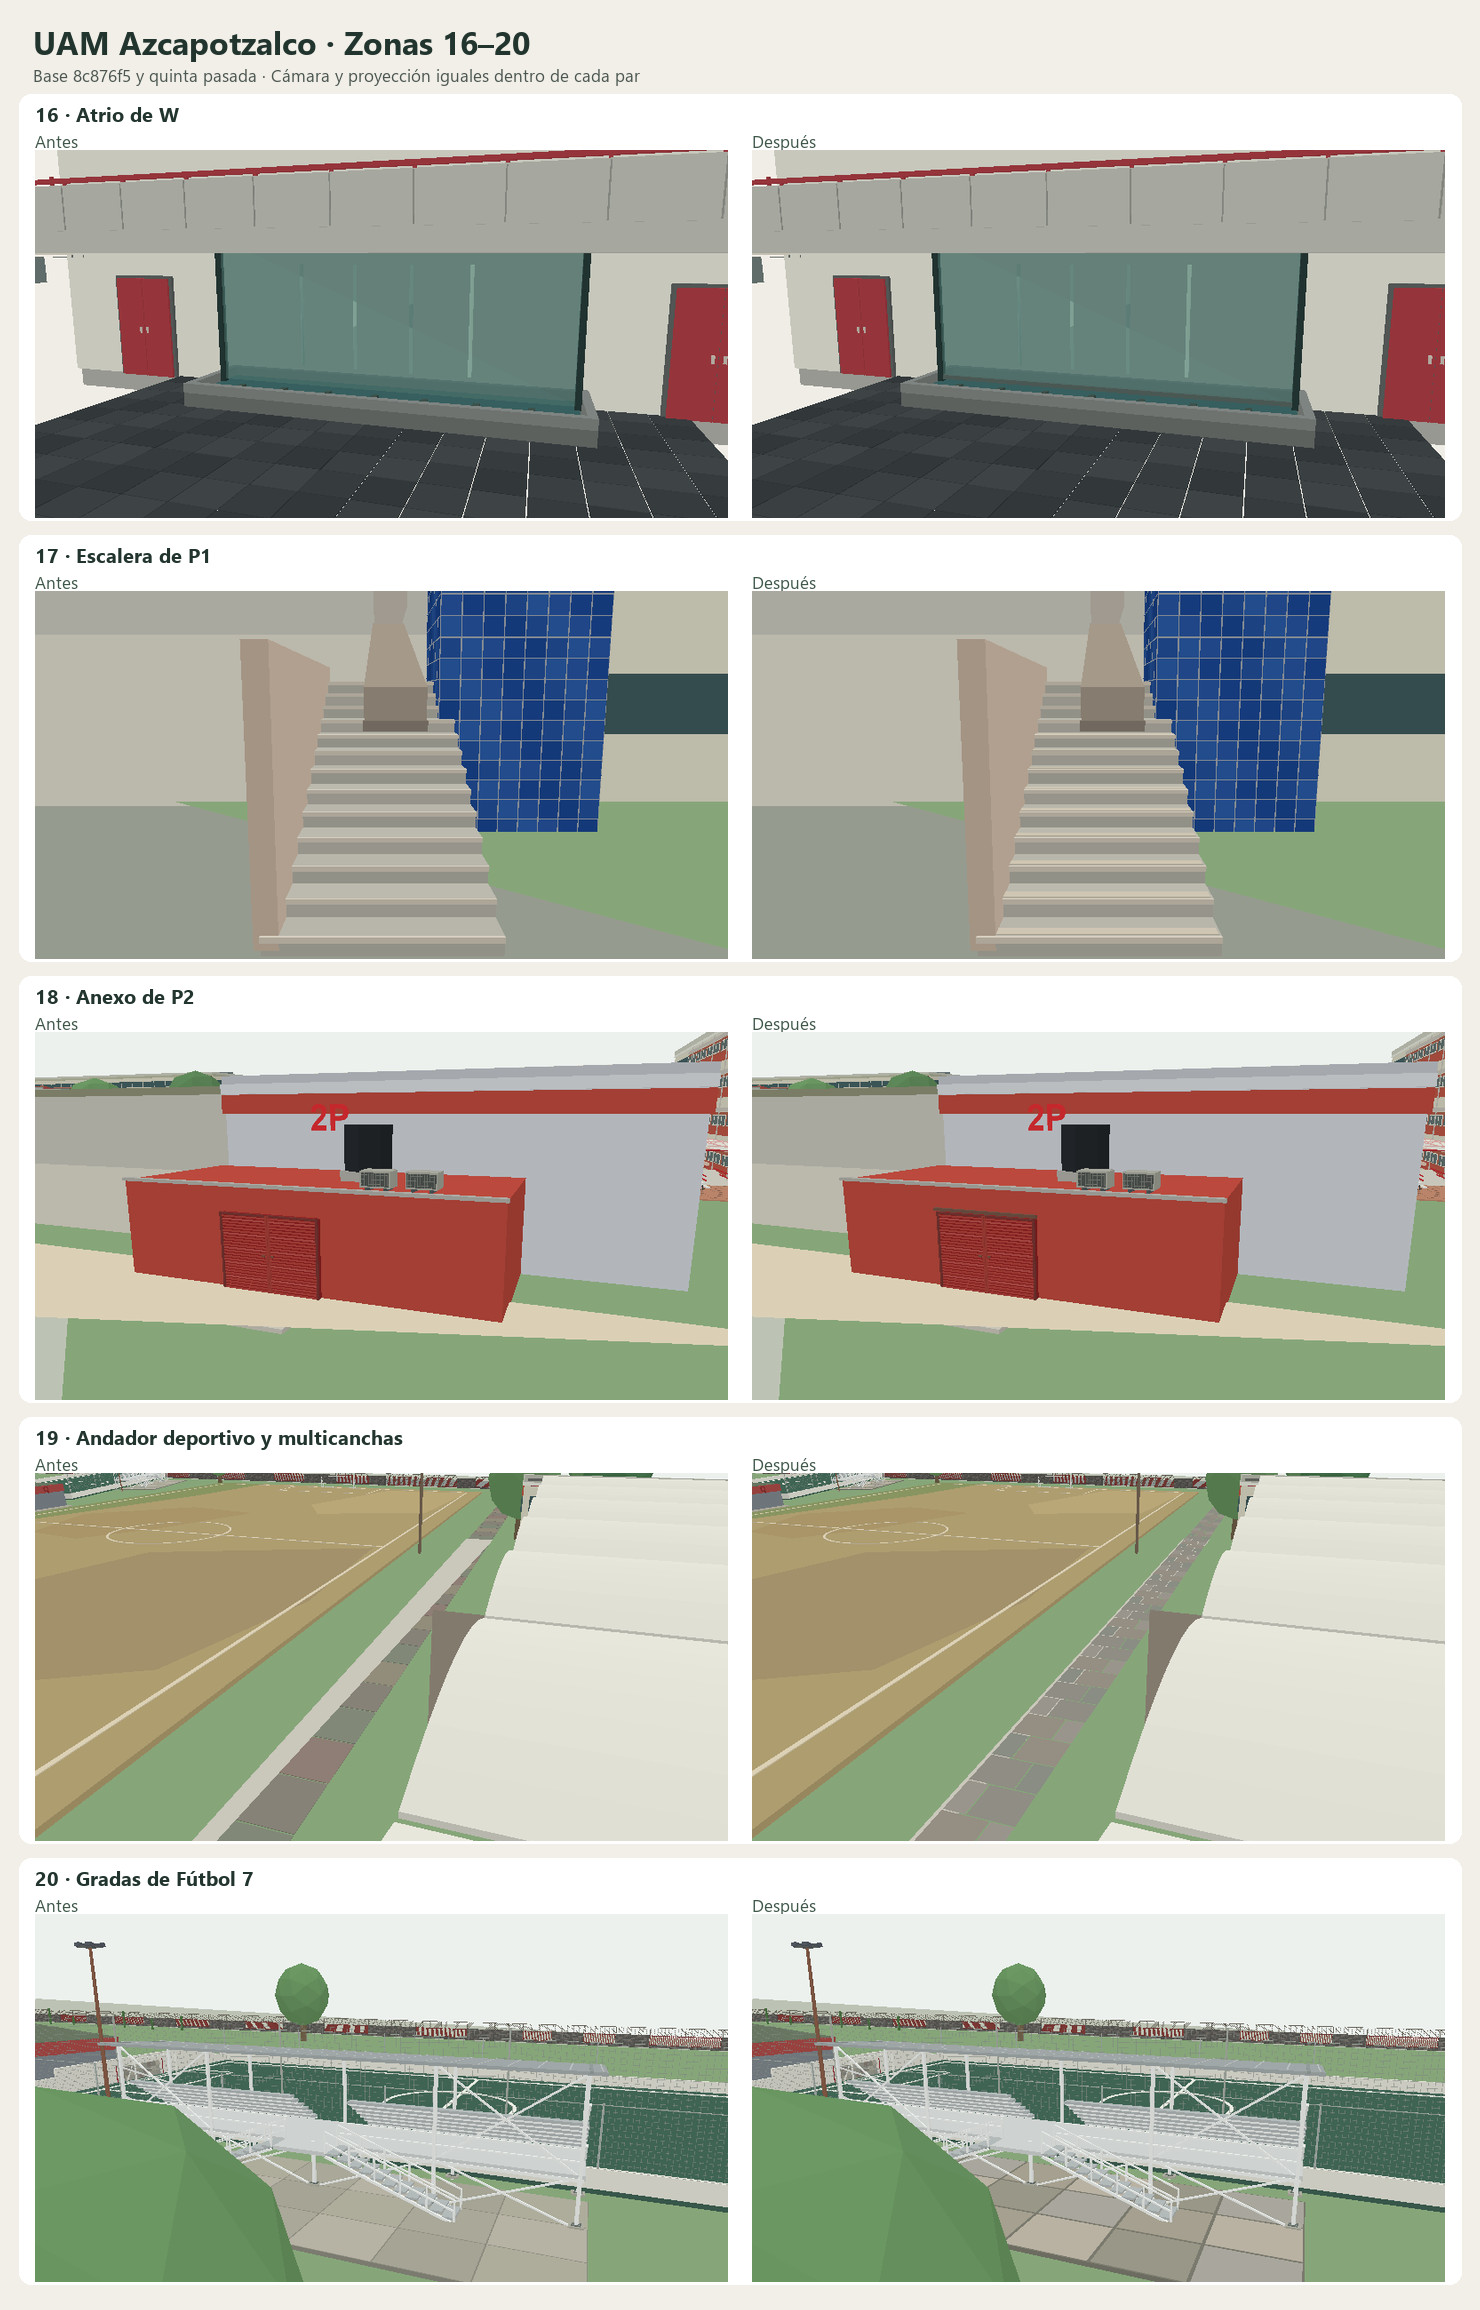 UAM Azcapotzalco · Zonas 16–20
Base 8c876f5 y quinta pasada · Cámara y proyección iguales dentro de cada par
16 · Atrio de W
Antes
Después
17 · Escalera de P1
Antes
Después
18 · Anexo de P2
Antes
Después
2P
2P
19 · Andador deportivo y multicanchas
Antes
Después
20 · Gradas de Fútbol 7
Antes
Después